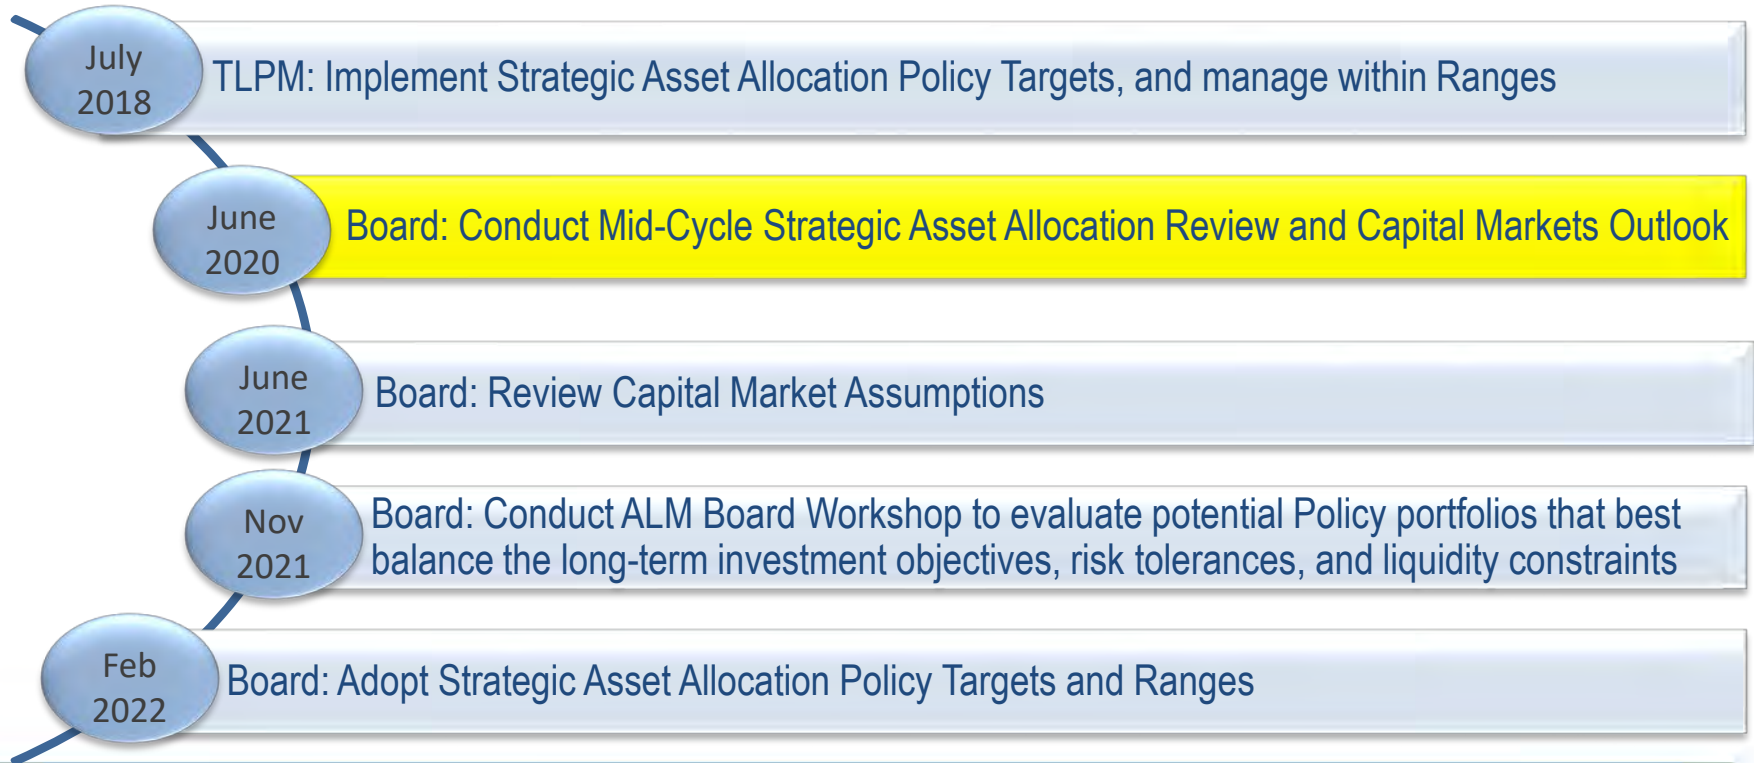 July
2018
TLPM: Implement Strategic Asset Allocation Policy Targets, and manage within Ranges
June
2020
Board: Conduct Mid-Cycle Strategic Asset Allocation Review and Capital Markets Outlook
June
2021
Board: Review Capital Market Assumptions
Nov
2021
Board: Conduct ALM Board Workshop to evaluate potential Policy portfolios that best
balance the long-term investment objectives, risk tolerances, and liquidity constraints
Feb
2022
Board: Adopt Strategic Asset Allocation Policy Targets and Ranges